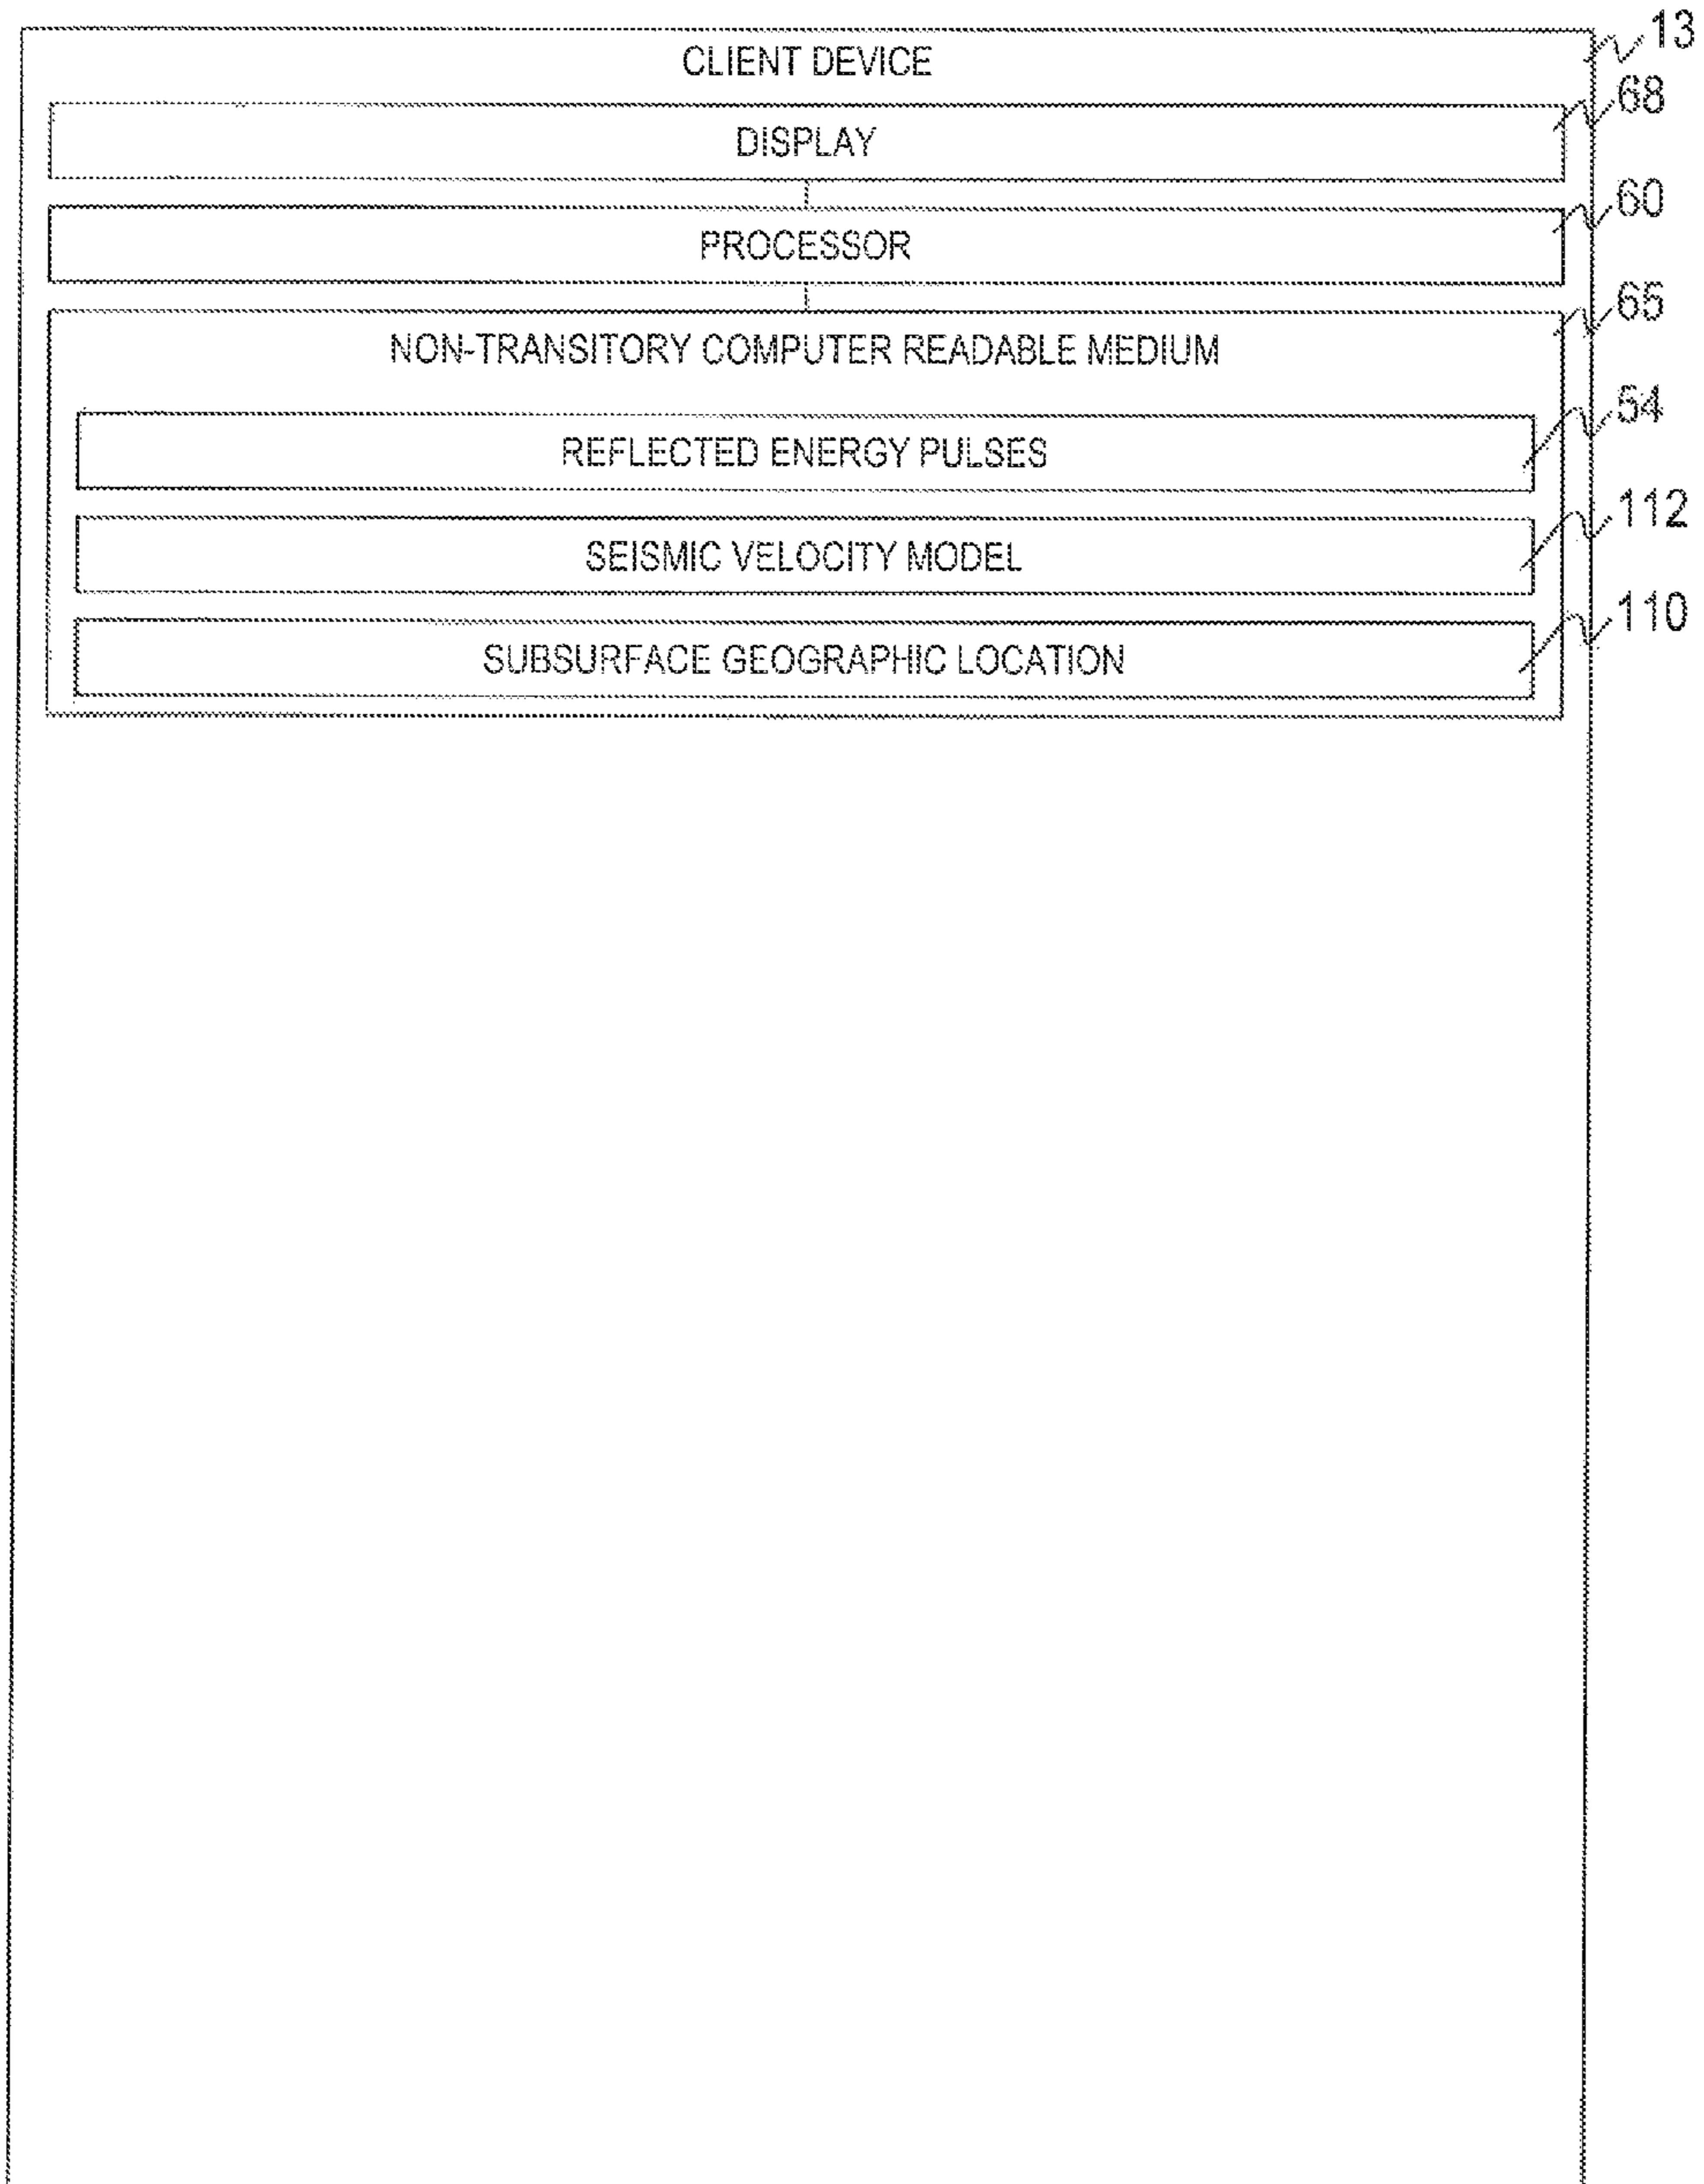 CLIENT DEVICE
13
DISPLAY
68
PROCESSOR
60
NON-TRANSITORY COMPUTER READABLE MEDIUM
65
REFLECTED ENERGY PULSES
54
SEISMIC VELOCITY MODEL
112
SUBSURFACE GEOGRAPHIC LOCATION
110